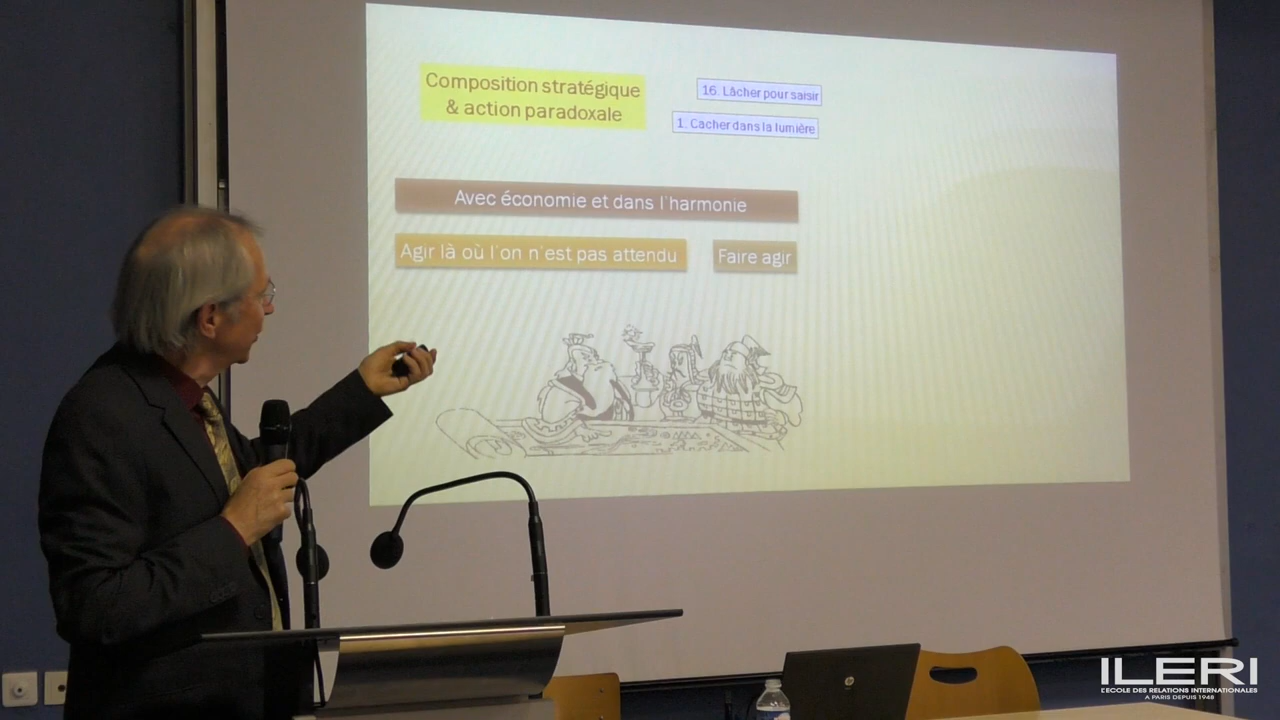 Composition stratégique
& action paradoxale
16. Lâcher pour saisir
1. Cacher dans la lumière
Avec économie et dans l'harmonie
Agir là où l'on n'est pas attendu
Faire agir
ILERI
L'ECOLE DES RELATIONS INTERNATIONALES
A PARIS DEPUIS 1948